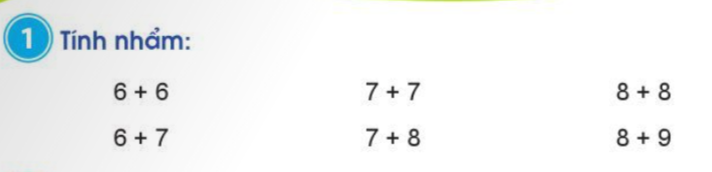 1 Tính nhẩm:
6 + 6 7 + 7 8 + 8
6 + 7 7 + 8 8 + 9